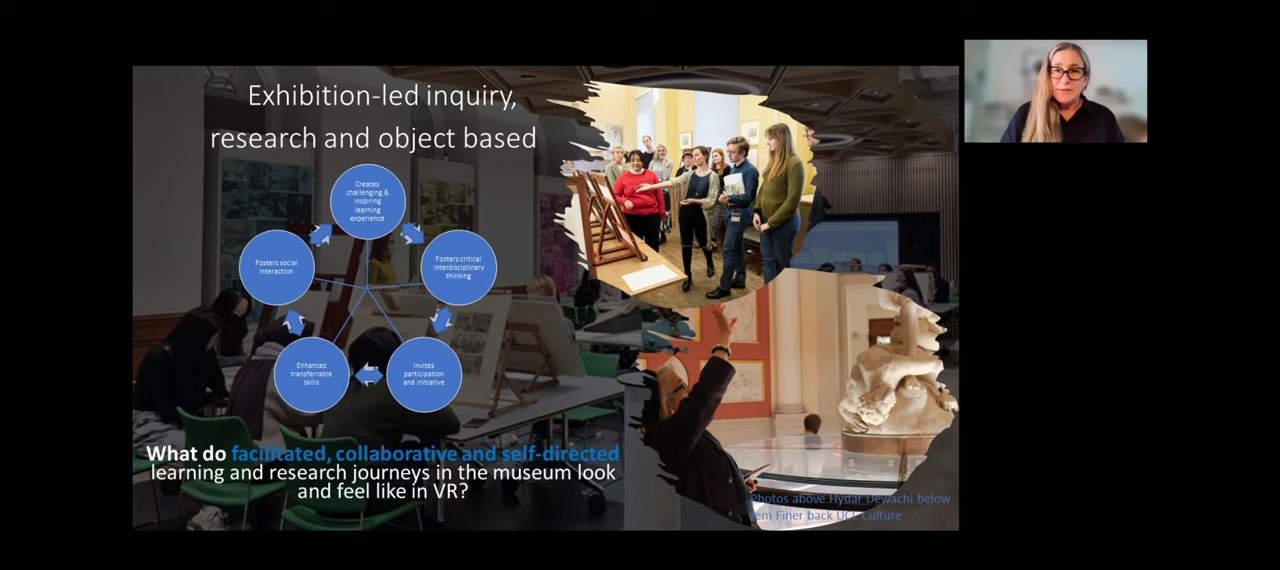 Exhibition-led inquiry,
research and object based
Creates
challenging &
inspiring
learning
experience
Fosters social
interaction
Fosters critical
interdisciplinary
thinking
Enhances
transferrable
skills
Invites
participation
and initiative
What do facilitated, collaborative and self-directed
learning and research journeys in the museum look
and feel like in VR?
Photos above Hydar Dewachi below
Finer back UCL Culture